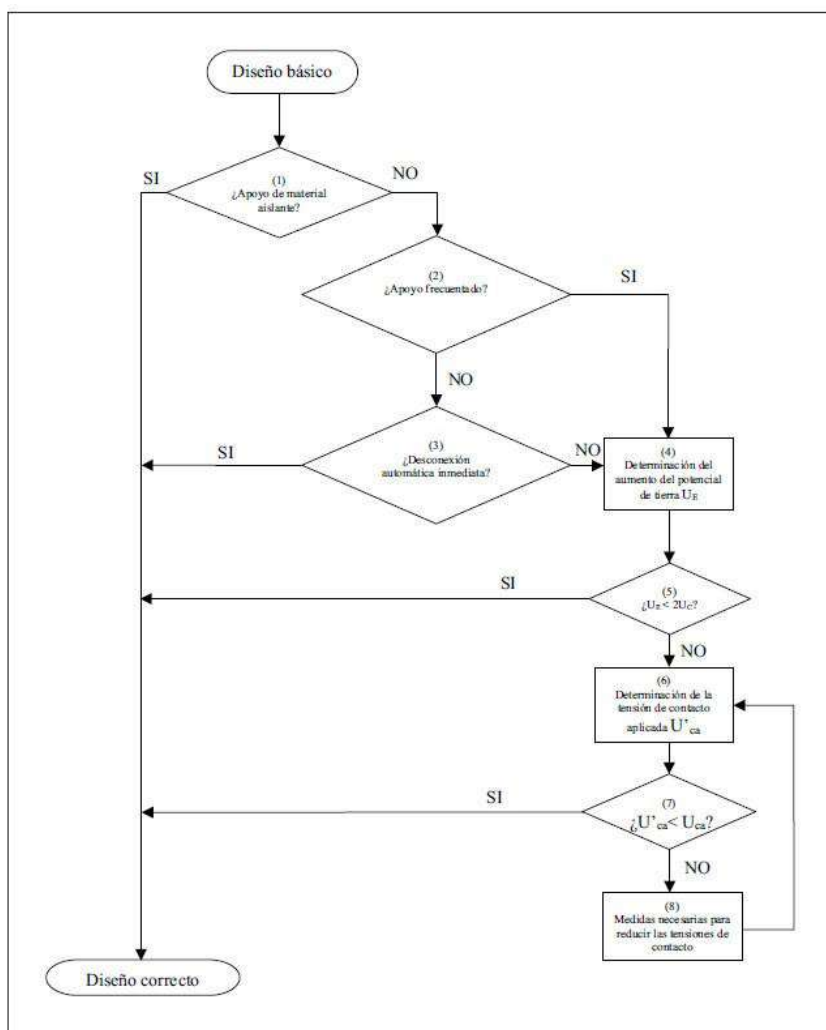 Diseño básico
SI
NO
(1)
¿Apoyo de material
aislante?
(2)
¿Apoyo frecuentado?
SI
NO
SI
(3)
¿Desconexión
automática inmediata?
NO
(4)
Determinación del
aumento del potencial
de tierra UE
SI
(5)
¿UE < 2UC?
NO
(6)
Determinación de la
tensión de contacto
aplicada U'ca
SI
(7)
¿U'ca< Uca?
NO
(8)
Medidas necesarias para
reducir las tensiones de
contacto
Diseño correcto